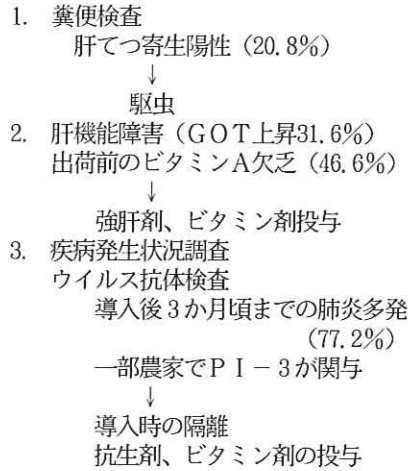 1. 糞便検査
肝てつ寄生陽性(20.8%)
↓
駆虫
2. 肝機能障害(GOT上昇31.6%)
出荷前のビタミンA欠乏(46.6%)
↓
強肝剤、ビタミン剤投与
3. 疾病発生状況調査
ウイルス抗体検査
導入後3か月頃までの肺炎多発
(77.2%)
一部農家でPI-3が関与
↓
導入時の隔離
抗生剤、ビタミン剤の投与